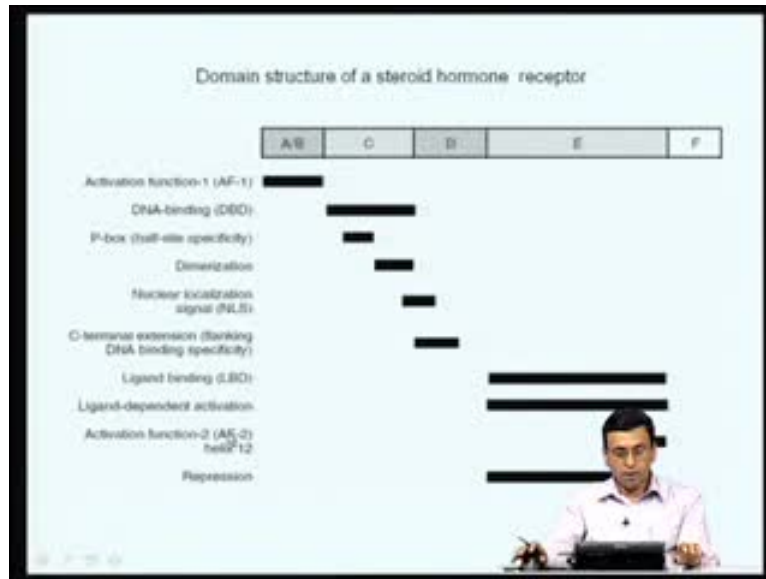 Domain structure of a steroid hormone receptor
A/B C D E F
Activation function-1 (AF-1)
DNA-binding (DBD)
P-box (half-site specificity)
Dimerization
Nuclear localization
signal (NLS)
C-terminal extension (flanking
DNA binding specificity)
Ligand binding (LBD)
Ligand-dependent activation
Activation function-2 (AF-2)
helix 12
Repression